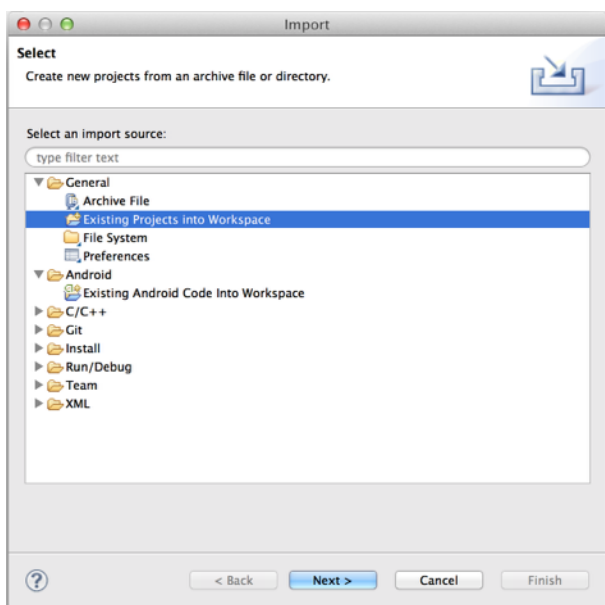 Import
Select
Create new projects from an archive file or directory.
Select an import source:
type filter text
General
Archive File
Existing Projects into Workspace
File System
Preferences
Android
Existing Android Code Into Workspace
C/C++
Git
Install
Run/Debug
Team
XML
?
< Back Next > Cancel Finish